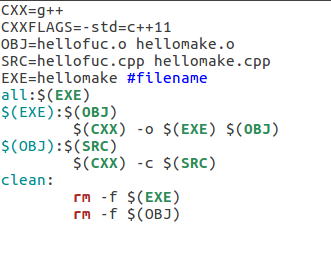 CXX=g++
CXXFLAGS=-std=c++11
OBJ=hellofuc.o hellomake.o
SRC=hellofuc.cpp hellomake.cpp
EXE=hellomake #filename
all:$(EXE)
$(EXE):$(OBJ)
        $(CXX) -o $(EXE) $(OBJ)
$(OBJ):$(SRC)
        $(CXX) -c $(SRC)
clean:
        rm -f $(EXE)
        rm -f $(OBJ)